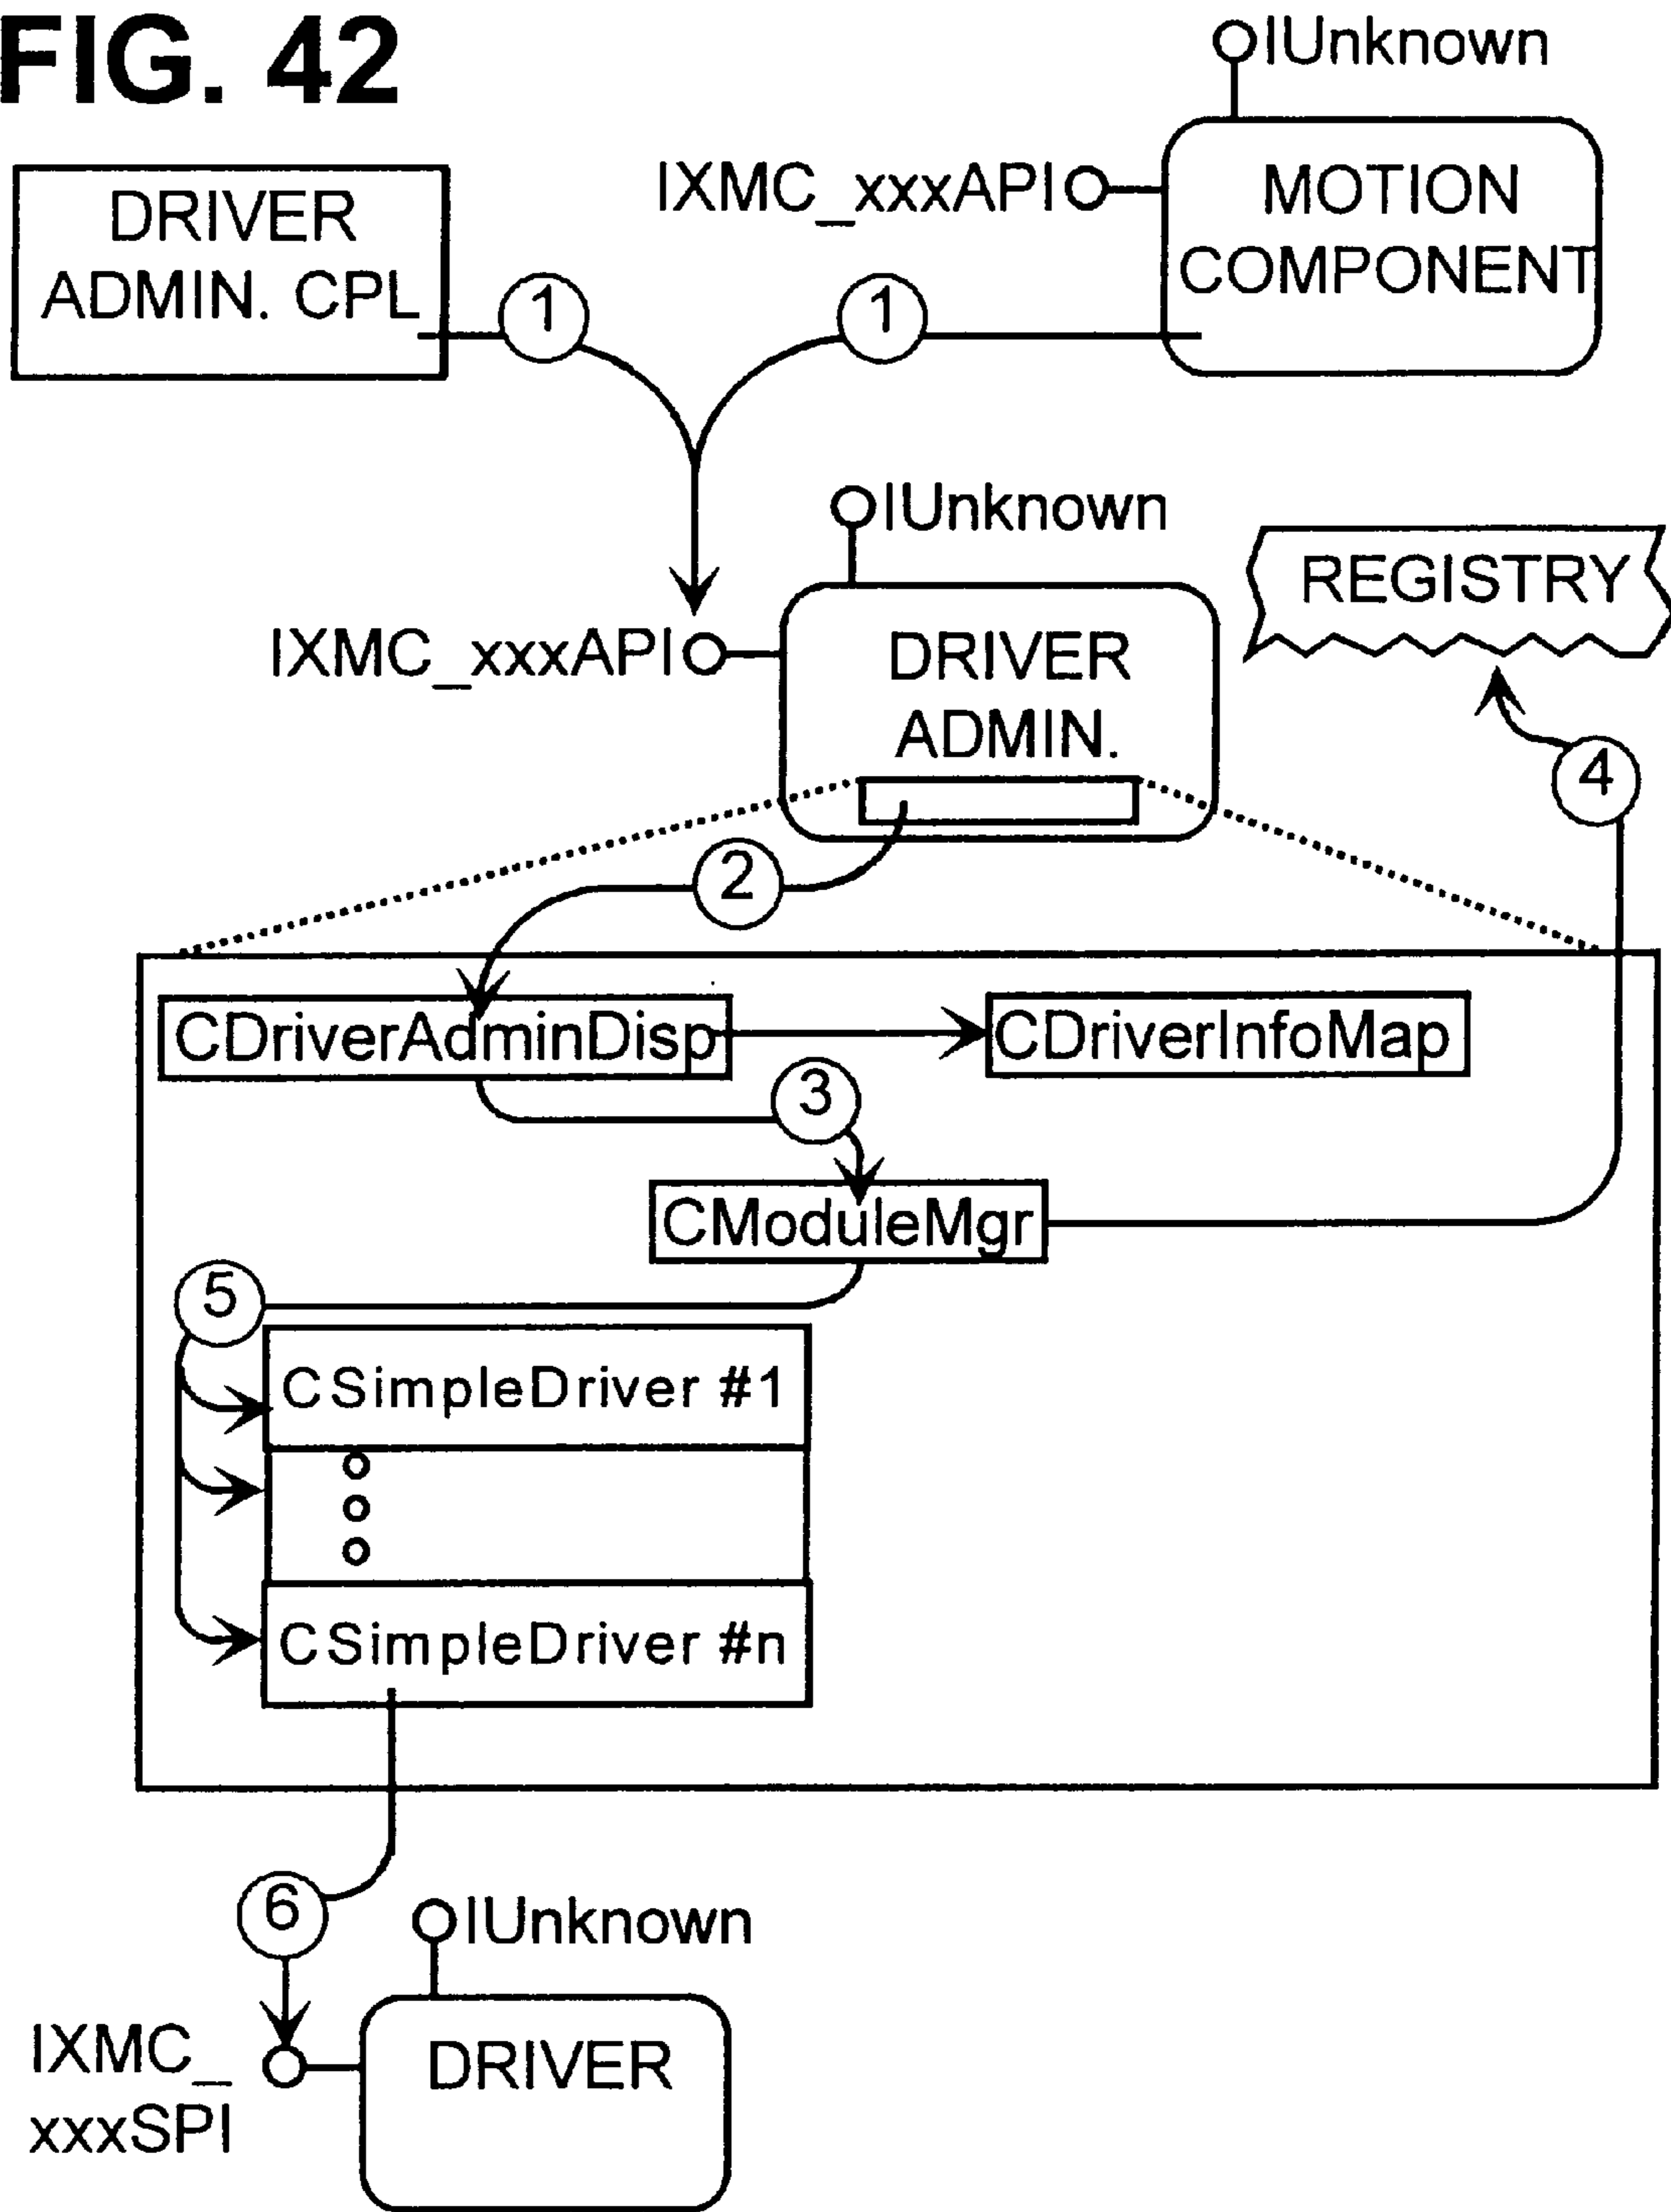 FIG. 42
IUnknown
IXMC_xxxAPI
MOTION
COMPONENT
DRIVER
ADMIN. CPL
1
1
IUnknown
REGISTRY
IXMC_xxxAPI
DRIVER
ADMIN.
4
2
CDriverAdminDisp
CDriverInfoMap
3
CModuleMgr
5
CSimpleDriver #1
CSimpleDriver #n
6
IUnknown
IXMC_
xxxSPI
DRIVER